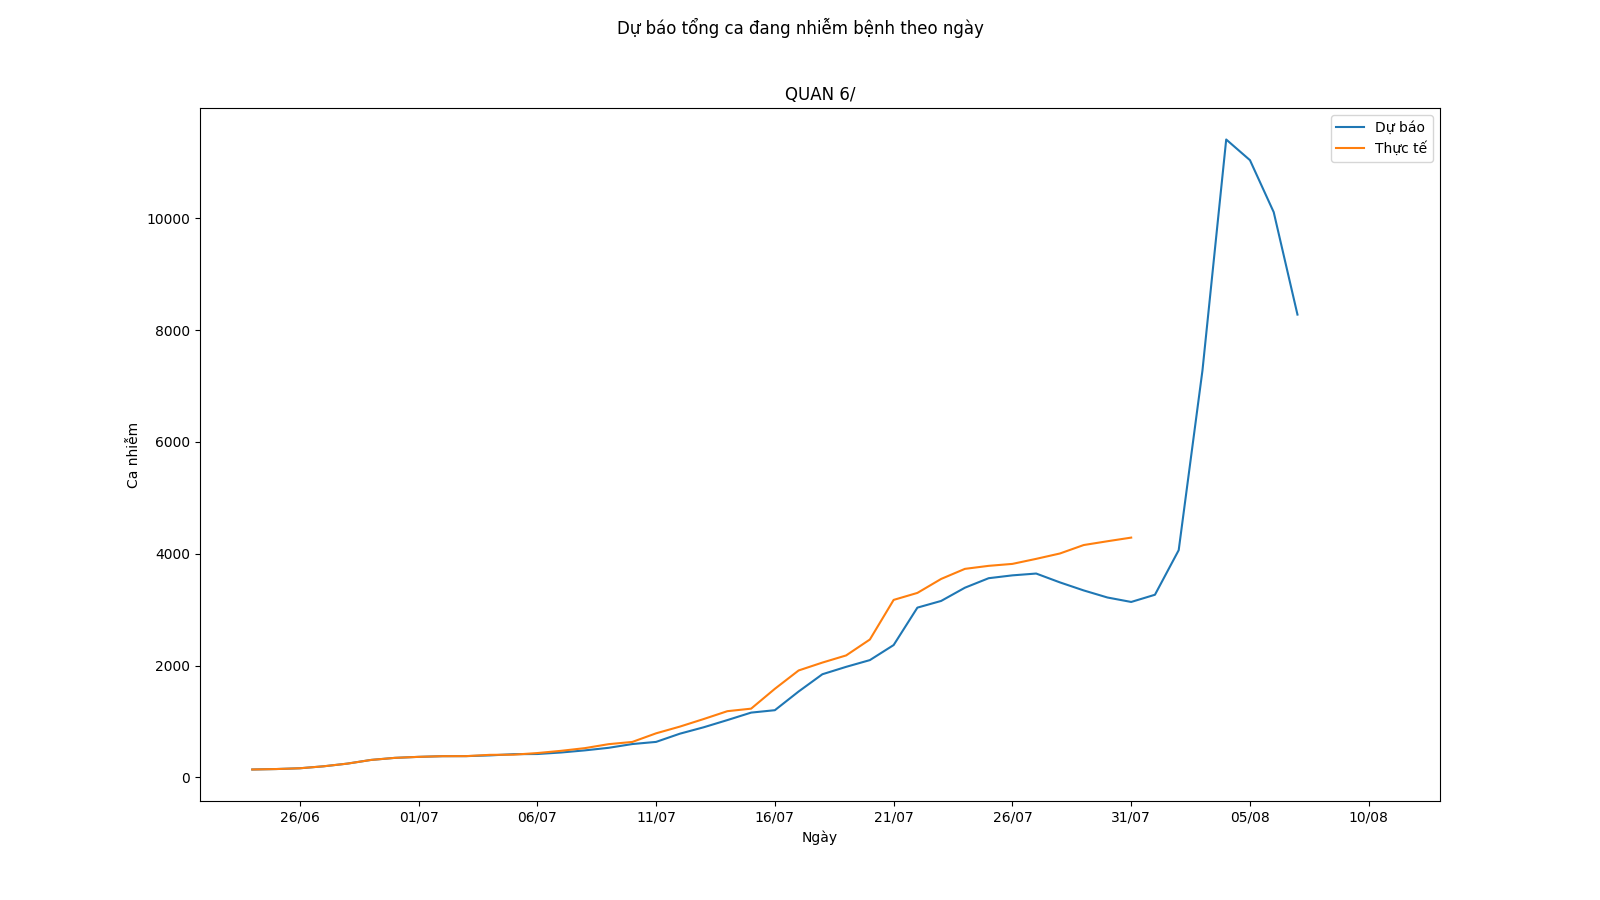 Dự báo tổng ca đang nhiễm bệnh theo ngày
QUAN 6/
Dự báo
Thực tế
10000
8000
6000
4000
2000
0
Ca nhiễm
26/06 01/07 06/07 11/07 16/07 21/07 26/07 31/07 05/08 10/08
Ngày